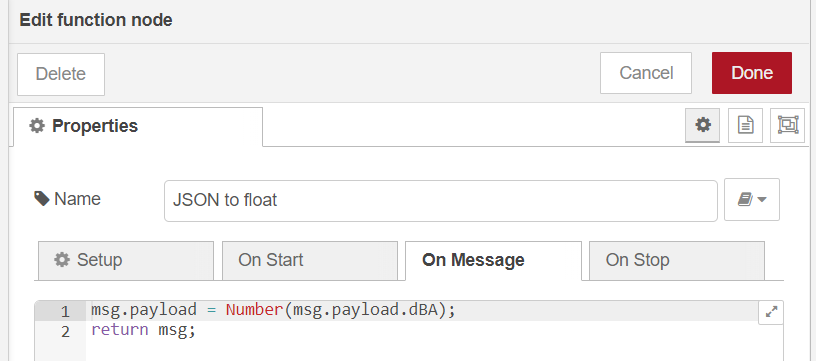 Edit function node
Delete
Cancel
Done
Properties
Name
JSON to float
Setup
On Start
On Message
On Stop
1 msg.payload = Number(msg.payload.dBA);
2 return msg;